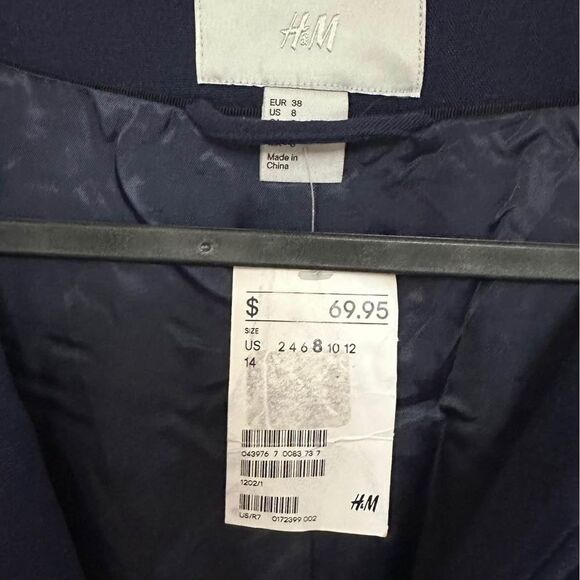 H&M
EUR 38
US 8
Made in
China
$ 69.95
SIZE
US 2 4 6 8 10 12
14
043976 7 0083 73 7
1202/1
H&M
US/R7 0172399 002